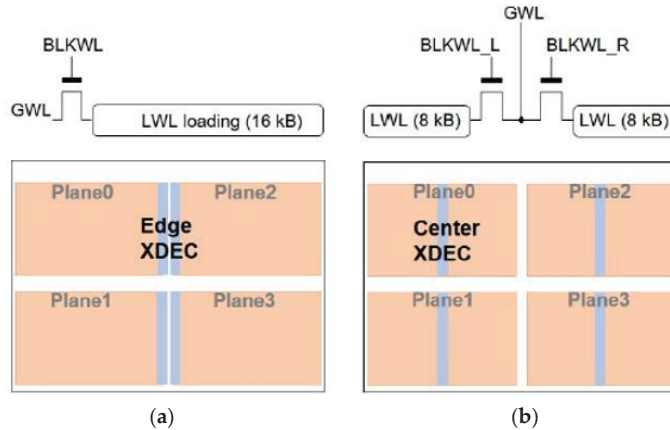 BLKWL
GWL
LWL loading (16 kB)
Plane0
Plane2
Edge
XDEC
Plane1
Plane3
(a)
GWL
BLKWL_L
BLKWL_R
LWL (8 kB)
LWL (8 kB)
Plane0
Plane2
Center
XDEC
Plane1
Plane3
(b)